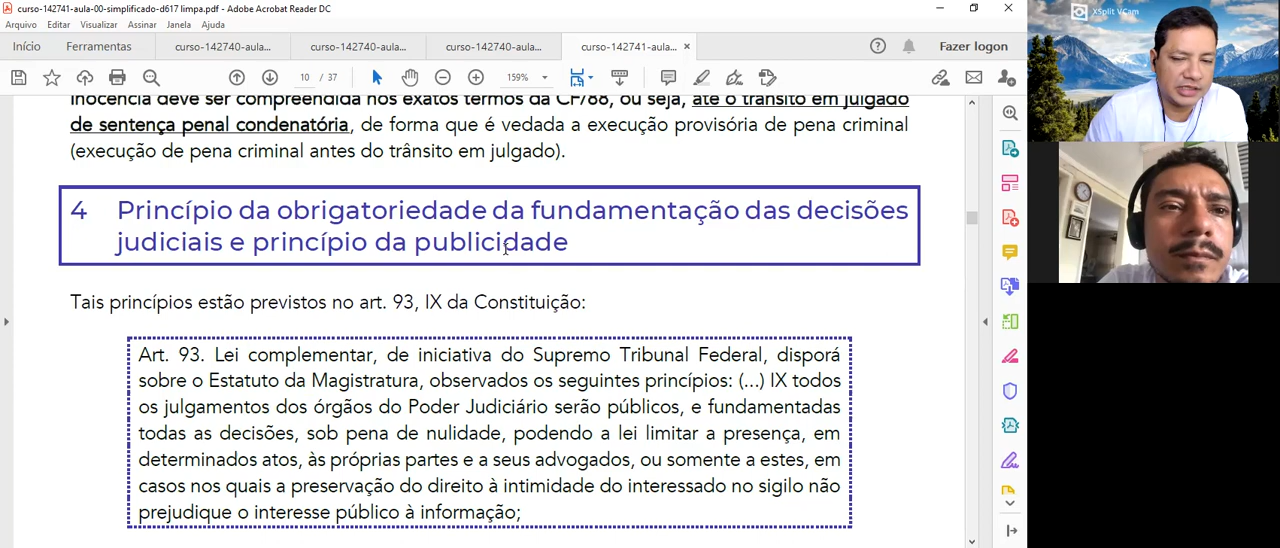 curso-142741-aula-00-simplificado-d617 limpa.pdf - Adobe Acrobat Reader DC
Arquivo Editar Visualizar Assinar Janela Ajuda
Início Ferramentas curso-142740-aula... curso-142740-aula... curso-142740-aula... curso-142741-aula... × Fazer logon
10 / 37 159%
inocência deve ser compreendida nos exatos termos da CF/88, ou seja, até o trânsito em julgado
de sentença penal condenatória, de forma que é vedada a execução provisória de pena criminal
(execução de pena criminal antes do trânsito em julgado).
4 Princípio da obrigatoriedade da fundamentação das decisões
judiciais e princípio da publicidade
Tais princípios estão previstos no art. 93, IX da Constituição:
Art. 93. Lei complementar, de iniciativa do Supremo Tribunal Federal, disporá
sobre o Estatuto da Magistratura, observados os seguintes princípios: (...) IX todos
os julgamentos dos órgãos do Poder Judiciário serão públicos, e fundamentadas
todas as decisões, sob pena de nulidade, podendo a lei limitar a presença, em
determinados atos, às próprias partes e a seus advogados, ou somente a estes, em
casos nos quais a preservação do direito à intimidade do interessado no sigilo não
prejudique o interesse público à informação;
XSplit VCam